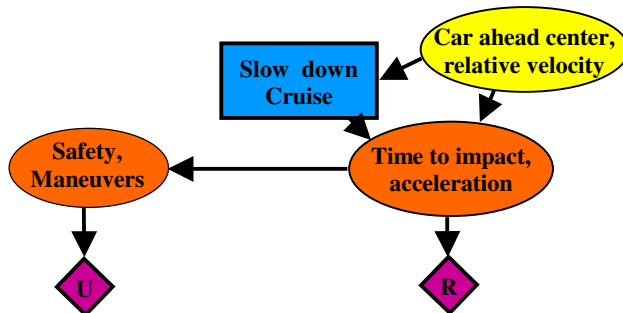 Car ahead center,
relative velocity
Slow down
Cruise
Safety,
Maneuvers
Time to impact,
acceleration
U
R